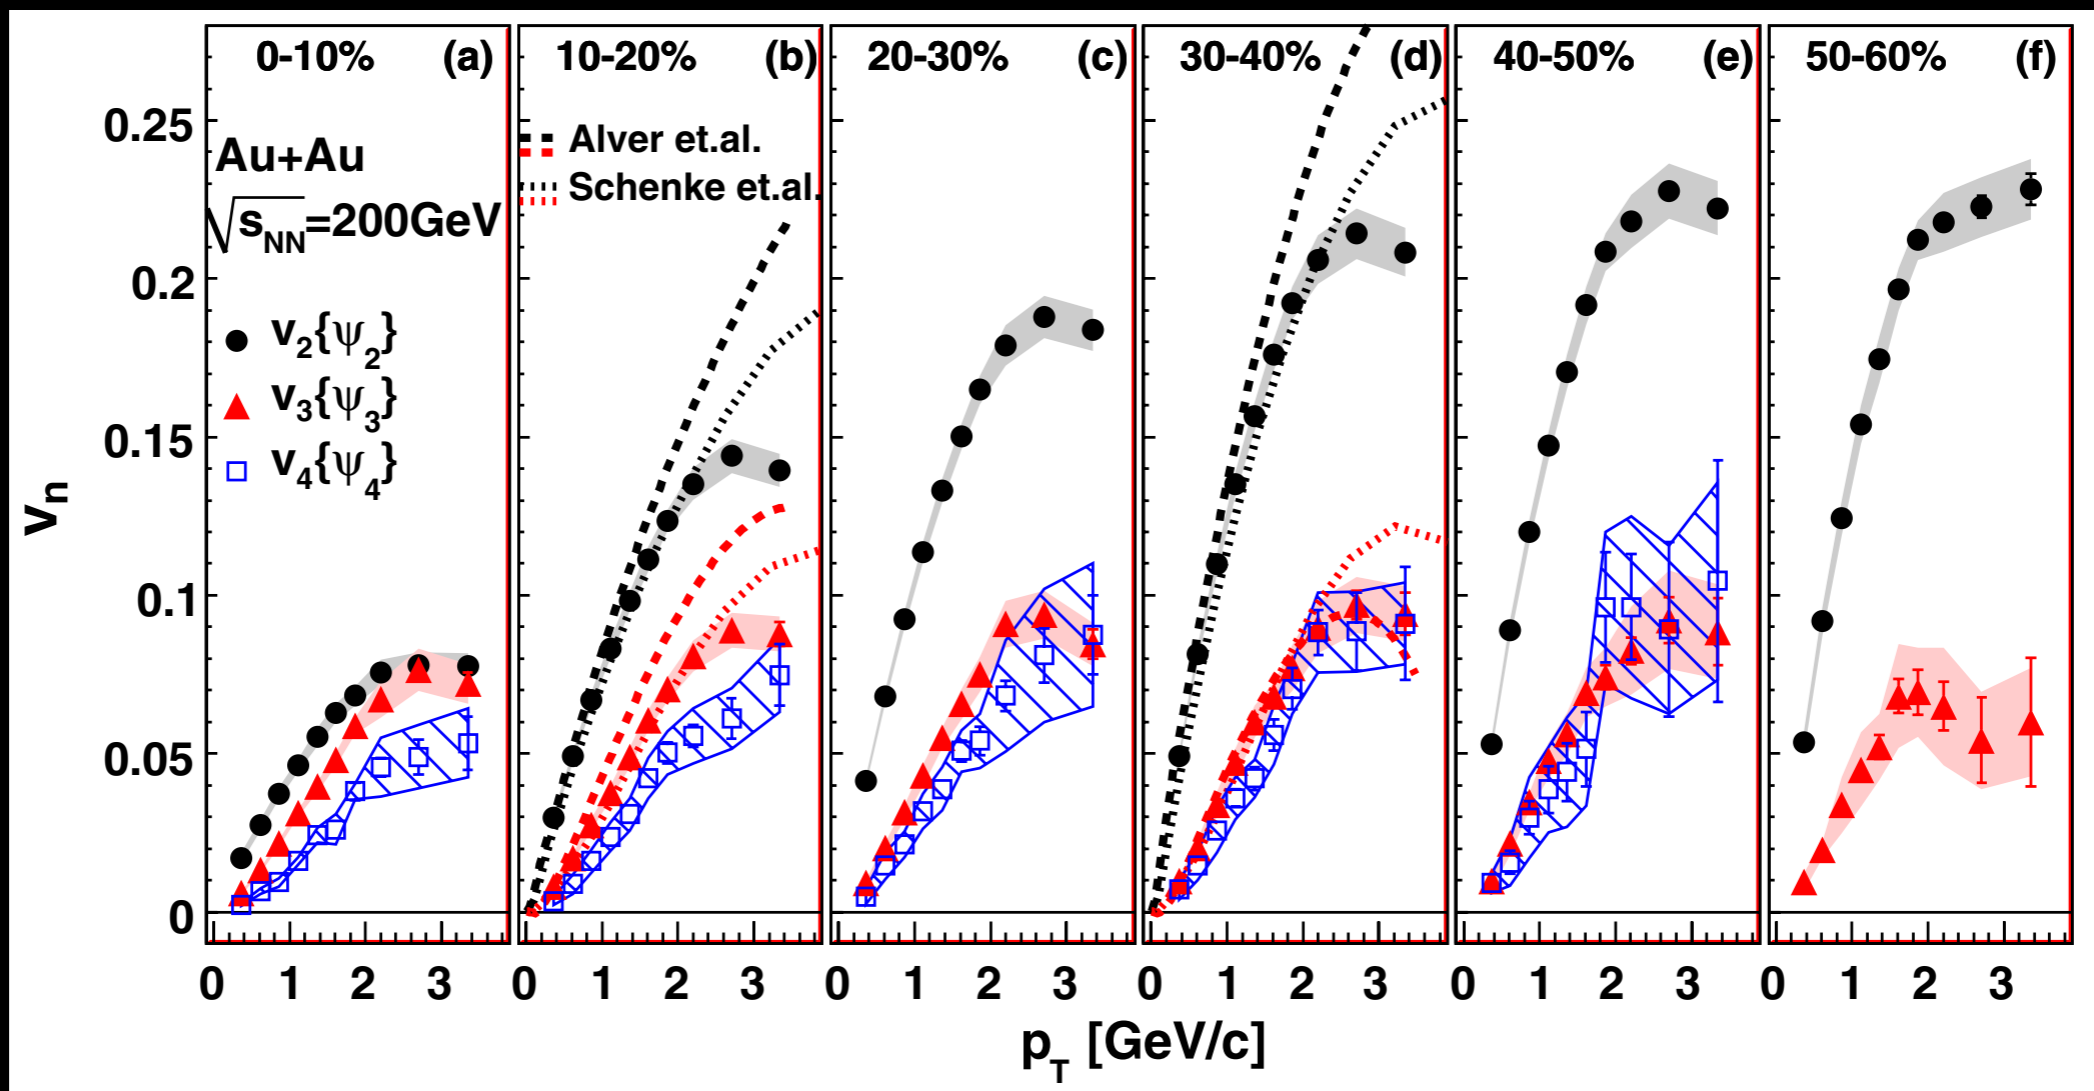 0-10% (a) 10-20% (b) 20-30% (c) 30-40% (d) 40-50% (e) 50-60% (f)
Au+Au
√sNN=200GeV
v2{ψ2}
v3{ψ3}
v4{ψ4}
Alver et.al.
Schenke et.al.
vn
0.25
0.2
0.15
0.1
0.05
0
0 1 2 3 0 1 2 3 0 1 2 3 0 1 2 3 0 1 2 3 0 1 2 3
pT [GeV/c]